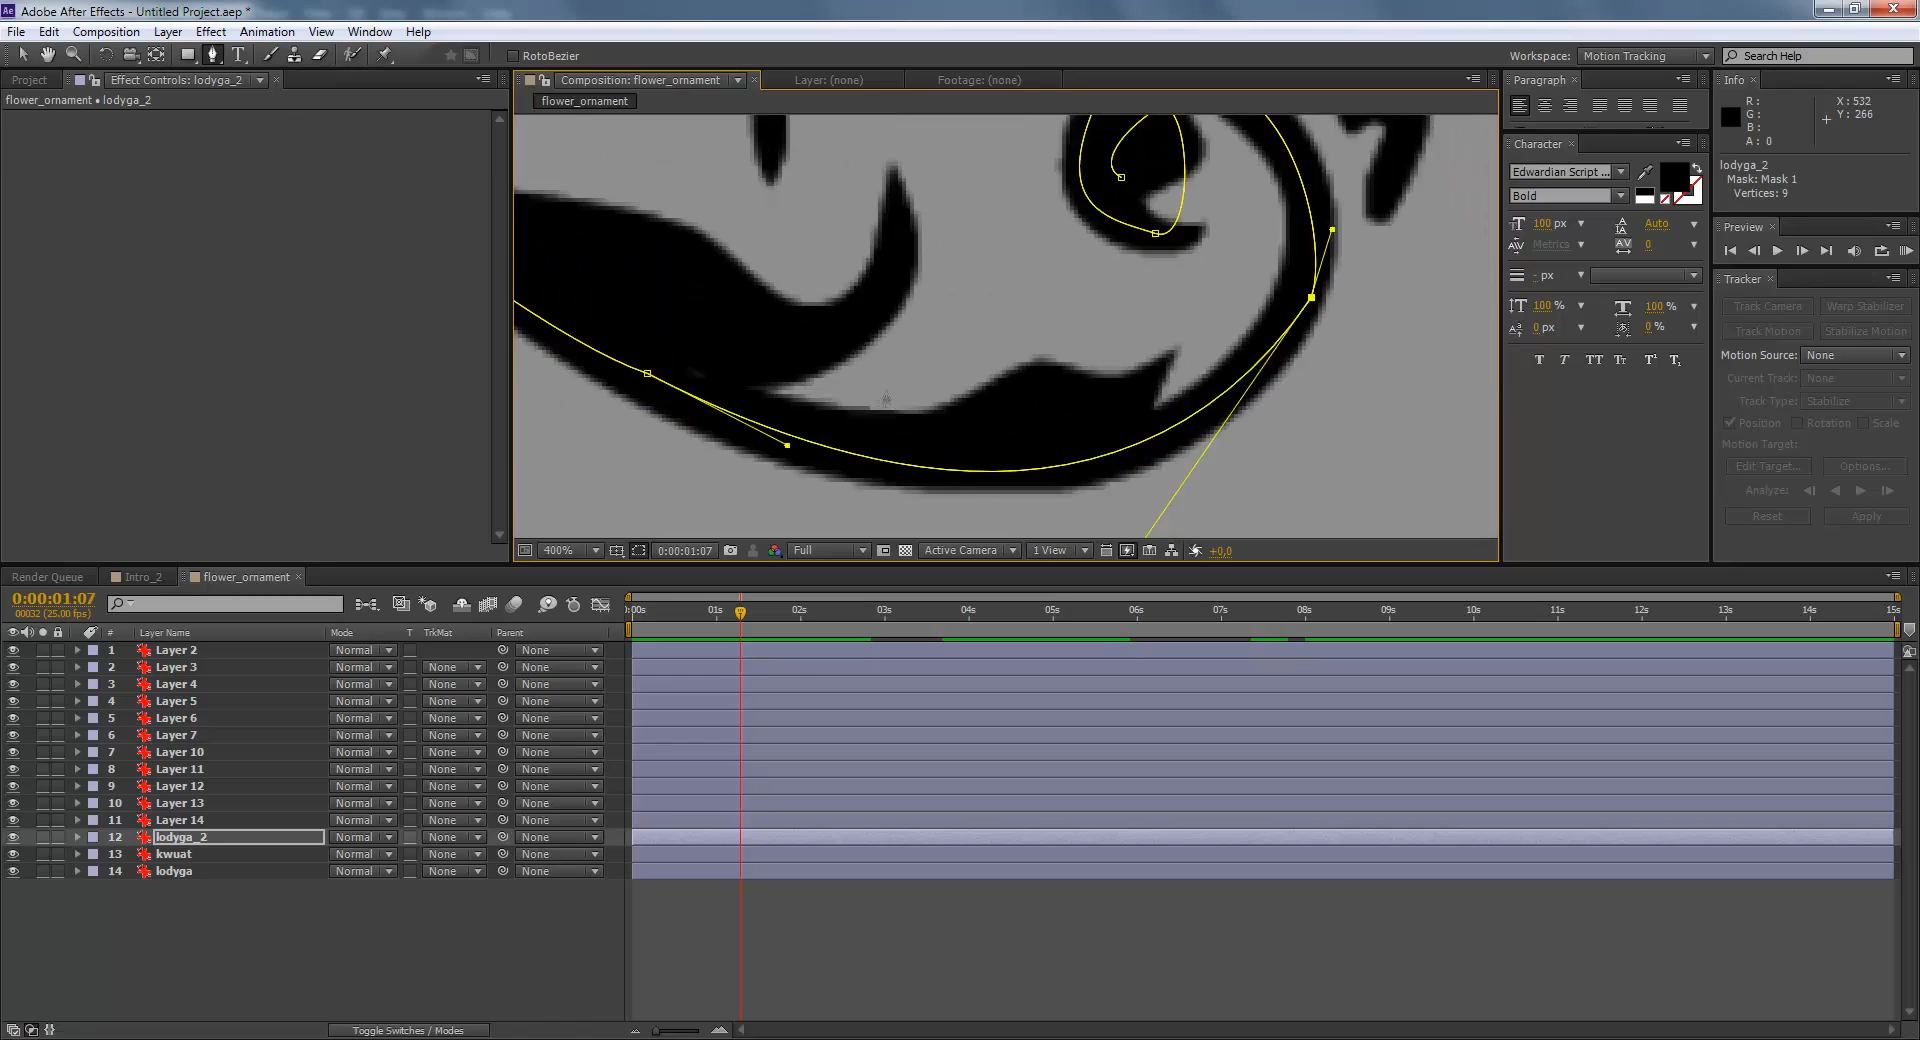 Adobe After Effects - Untitled Project.aep *
File Edit Composition Layer Effect Animation View Window Help
RotoBezier
Workspace: Motion Tracking
Search Help
Project
Effect Controls: lodyga_2
flower_ornament • lodyga_2
Composition: flower_ornament
Layer: (none)
Footage: (none)
flower_ornament
400%
0:00:01:07
Full
Active Camera
1 View
+0,0
Paragraph
Character
Edwardian Script ...
Bold
100 px
Auto
Metrics
0
- px
100 %
100 %
0 px
0 %
Info
R :
G :
B :
A : 0
X : 532
Y : 266
lodyga_2
Mask: Mask 1
Vertices: 9
Preview
Tracker
Track Camera
Warp Stabilizer
Track Motion
Stabilize Motion
Motion Source: None
Current Track: None
Track Type: Stabilize
Position Rotation Scale
Motion Target:
Edit Target...
Options...
Analyze:
Reset
Apply
Render Queue
Intro_2
flower_ornament
0:00:01:07
00032 (25.00 fps)
:00s 01s 02s 03s 04s 05s 06s 07s 08s 09s 10s 11s 12s 13s 14s 15s
# Layer Name Mode T TrkMat Parent
1 Layer 2 Normal None
2 Layer 3 Normal None None
3 Layer 4 Normal None None
4 Layer 5 Normal None None
5 Layer 6 Normal None None
6 Layer 7 Normal None None
7 Layer 10 Normal None None
8 Layer 11 Normal None None
9 Layer 12 Normal None None
10 Layer 13 Normal None None
11 Layer 14 Normal None None
12 lodyga_2 Normal None None
13 kwuat Normal None None
14 lodyga Normal None None
Toggle Switches / Modes